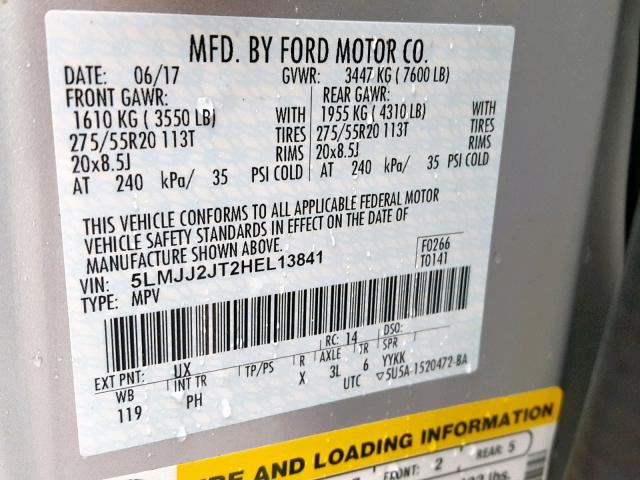 MFD. BY FORD MOTOR CO.
DATE: 06/17 GVWR: 3447 KG ( 7600 LB)
FRONT GAWR: REAR GAWR:
1610 KG ( 3550 LB) WITH 1955 KG ( 4310 LB) WITH
275/55R20 113T TIRES 275/55R20 113T TIRES
20x8.5J RIMS 20x8.5J RIMS
AT 240 kPa/ 35 PSI COLD AT 240 kPa/ 35 PSI COLD
THIS VEHICLE CONFORMS TO ALL APPLICABLE FEDERAL MOTOR
VEHICLE SAFETY STANDARDS IN EFFECT ON THE DATE OF
MANUFACTURE SHOWN ABOVE.
F0266
VIN: 5LMJJ2JT2HEL13841 T0141
TYPE: MPV
RC: 14 DSO:
EXT PNT: UX TP/PS R AXLE TR SPR
WB INT TR X 3L 6 YYKK
119 PH UTC ▽5U5A-1520472-BA
AND LOADING INFORMATION
FRONT: 2 REAR: 5
lbs.